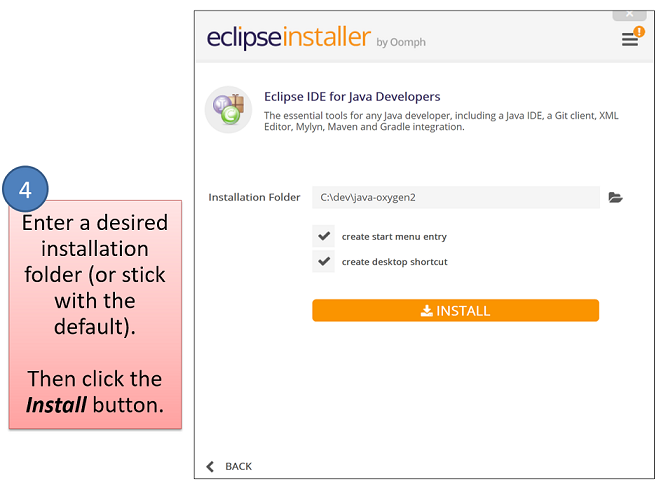 4
Enter a desired
installation
folder (or stick
with the
default).
Then click the
Install button.
eclipseinstaller by Oomph
!
Eclipse IDE for Java Developers
The essential tools for any Java developer, including a Java IDE, a Git client, XML
Editor, Mylyn, Maven and Gradle integration.
Installation Folder
C:\dev\java-oxygen2
create start menu entry
create desktop shortcut
INSTALL
BACK